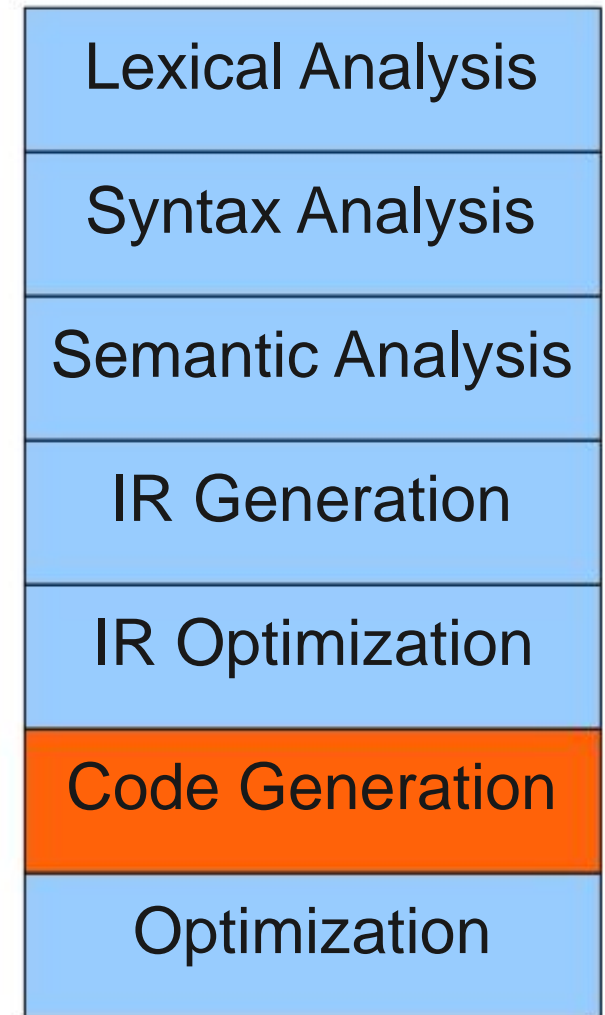 Lexical Analysis
Syntax Analysis
Semantic Analysis
IR Generation
IR Optimization
Code Generation
Optimization